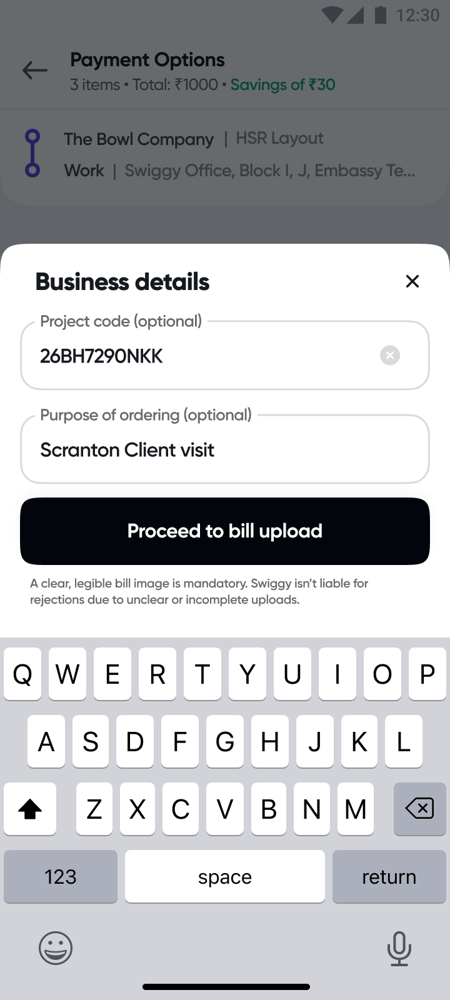 12:30
Payment Options
3 items • Total: ₹1000 • Savings of ₹30
The Bowl Company | HSR Layout
Work | Swiggy Office, Block I, J, Embassy Te...
Business details
Project code (optional)
26BH7290NKK
Purpose of ordering (optional)
Scranton Client visit
Proceed to bill upload
A clear, legible bill image is mandatory. Swiggy isn’t liable for
rejections due to unclear or incomplete uploads.
Q W E R T Y U I O P
A S D F G H J K L
Z X C V B N M
123 space return